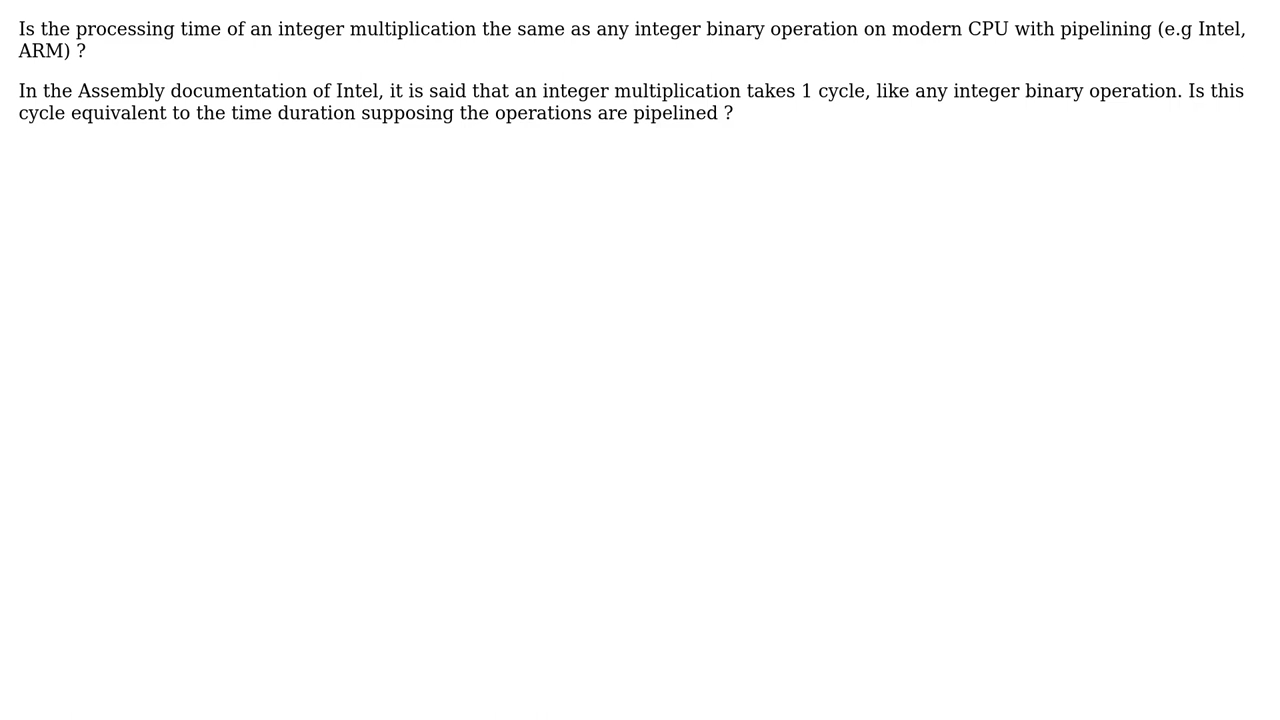 Is the processing time of an integer multiplication the same as any integer binary operation on modern CPU with pipelining (e.g Intel,
ARM) ?
In the Assembly documentation of Intel, it is said that an integer multiplication takes 1 cycle, like any integer binary operation. Is this
cycle equivalent to the time duration supposing the operations are pipelined ?